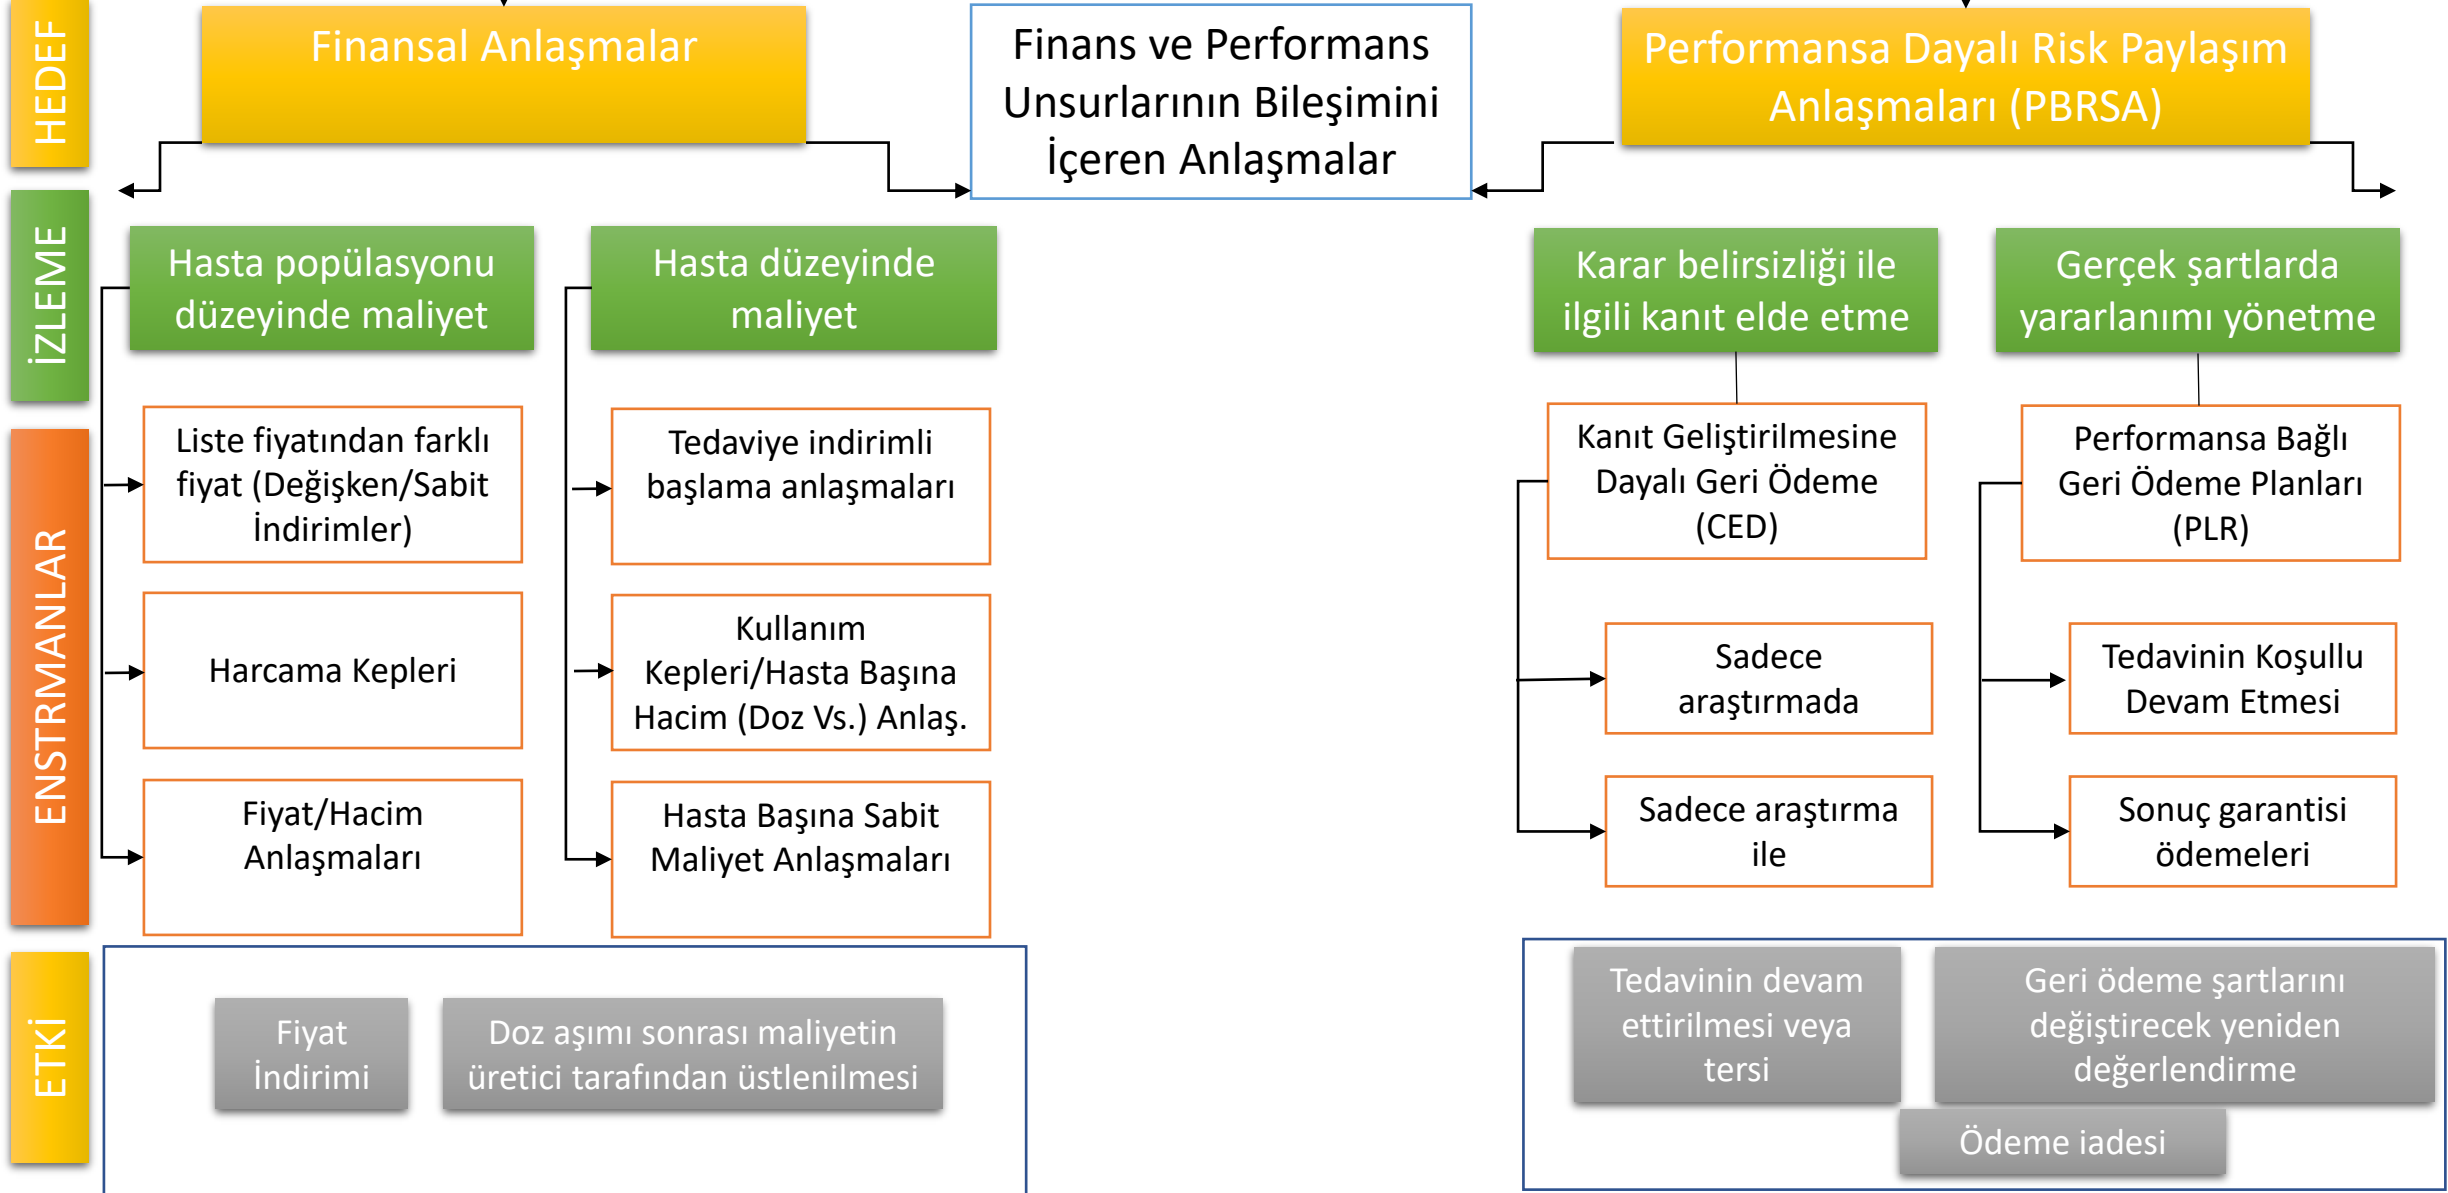 HEDEF
Finansal Anlaşmalar
Finans ve Performans
Unsurlarının Bileşimini
İçeren Anlaşmalar
Performansa Dayalı Risk Paylaşım
Anlaşmaları (PBRSA)
İZLEME
Hasta popülasyonu
düzeyinde maliyet
Hasta düzeyinde
maliyet
Karar belirsizliği ile
ilgili kanıt elde etme
Gerçek şartlarda
yararlanımı yönetme
ENSTRMANLAR
Liste fiyatından farklı
fiyat (Değişken/Sabit
İndirimler)
Tedaviye indirimli
başlama anlaşmaları
Kanıt Geliştirilmesine
Dayalı Geri Ödeme
(CED)
Performansa Bağlı
Geri Ödeme Planları
(PLR)
Harcama Kepleri
Kullanım
Kepleri/Hasta Başına
Hacim (Doz Vs.) Anlaş.
Sadece
araştırmada
Tedavinin Koşullu
Devam Etmesi
Fiyat/Hacim
Anlaşmaları
Hasta Başına Sabit
Maliyet Anlaşmaları
Sadece araştırma
ile
Sonuç garantisi
ödemeleri
ETKİ
Fiyat
İndirimi
Doz aşımı sonrası maliyetin
üretici tarafından üstlenilmesi
Tedavinin devam
ettirilmesi veya
tersi
Geri ödeme şartlarını
değiştirecek yeniden
değerlendirme
Ödeme iadesi